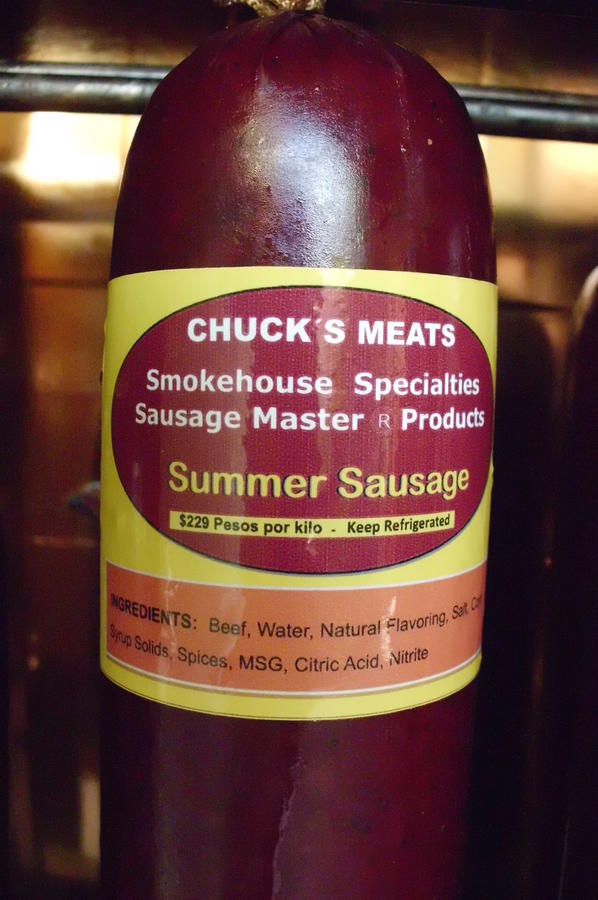 CHUCK´S MEATS
Smokehouse Specialties
Sausage Master R Products
Summer Sausage
$229 Pesos por kilo - Keep Refrigerated
INGREDIENTS: Beef, Water, Natural Flavoring, Salt,
Syrup Solids, Spices, MSG, Citric Acid, Nitrite